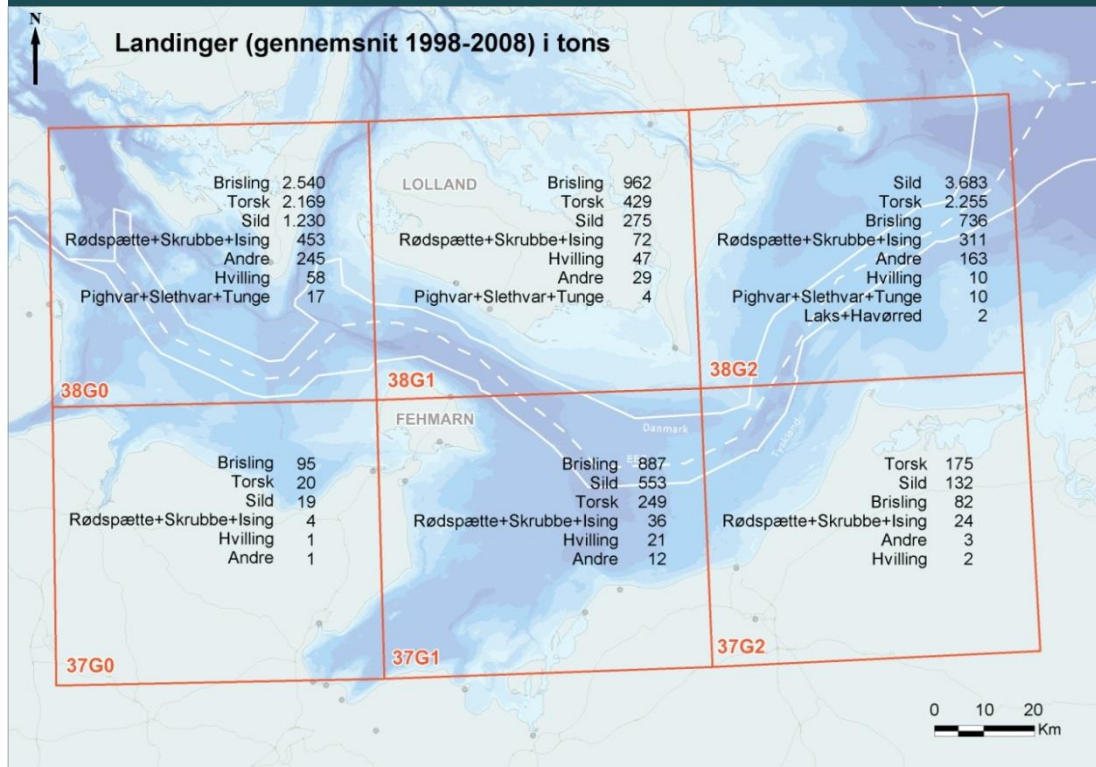 N
Landinger (gennemsnit 1998-2008) i tons
Brisling 2.540
Torsk 2.169
Sild 1.230
Rødspætte+Skrubbe+Ising 453
Andre 245
Hvilling 58
Pighvar+Slethvar+Tunge 17
38G0
LOLLAND
Brisling 962
Torsk 429
Sild 275
Rødspætte+Skrubbe+Ising 72
Hvilling 47
Andre 29
Pighvar+Slethvar+Tunge 4
38G1
Sild 3.683
Torsk 2.255
Brisling 736
Rødspætte+Skrubbe+Ising 311
Andre 163
Hvilling 10
Pighvar+Slethvar+Tunge 10
Laks+Havørred 2
38G2
FEHMARN
Danmark
Tyskland
Brisling 95
Torsk 20
Sild 19
Rødspætte+Skrubbe+Ising 4
Hvilling 1
Andre 1
37G0
Brisling 887
Sild 553
Torsk 249
Rødspætte+Skrubbe+Ising 36
Hvilling 21
Andre 12
37G1
Torsk 175
Sild 132
Brisling 82
Rødspætte+Skrubbe+Ising 24
Andre 3
Hvilling 2
37G2
0 10 20
Km